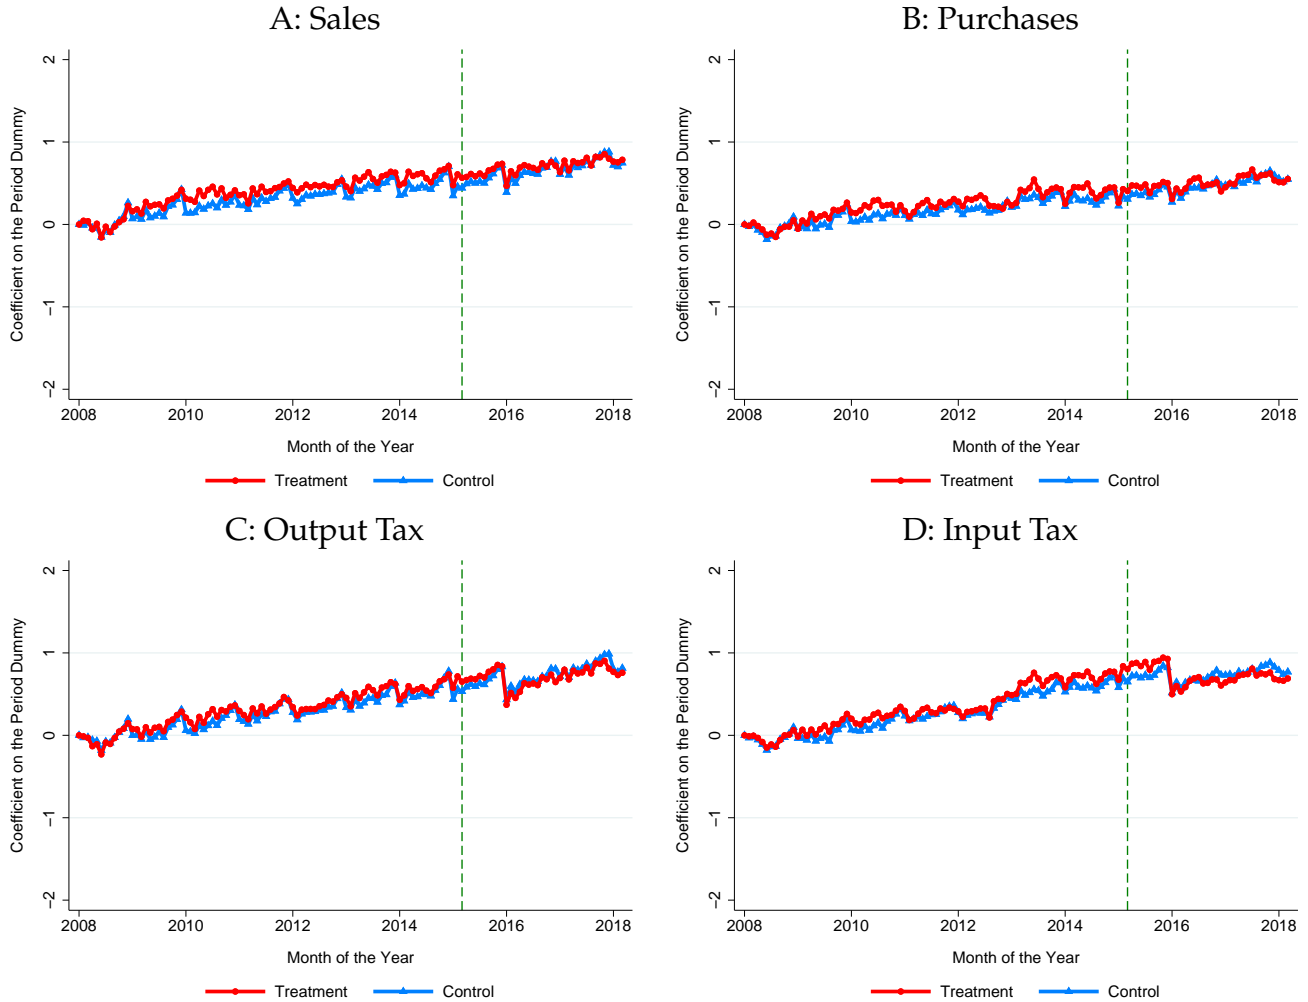 A: Sales
Coefficient on the Period Dummy
2
1
0
−1
−2
2008 2010 2012 2014 2016 2018
Month of the Year
Treatment Control
B: Purchases
Coefficient on the Period Dummy
2
1
0
−1
−2
2008 2010 2012 2014 2016 2018
Month of the Year
Treatment Control
C: Output Tax
Coefficient on the Period Dummy
2
1
0
−1
−2
2008 2010 2012 2014 2016 2018
Month of the Year
Treatment Control
D: Input Tax
Coefficient on the Period Dummy
2
1
0
−1
−2
2008 2010 2012 2014 2016 2018
Month of the Year
Treatment Control